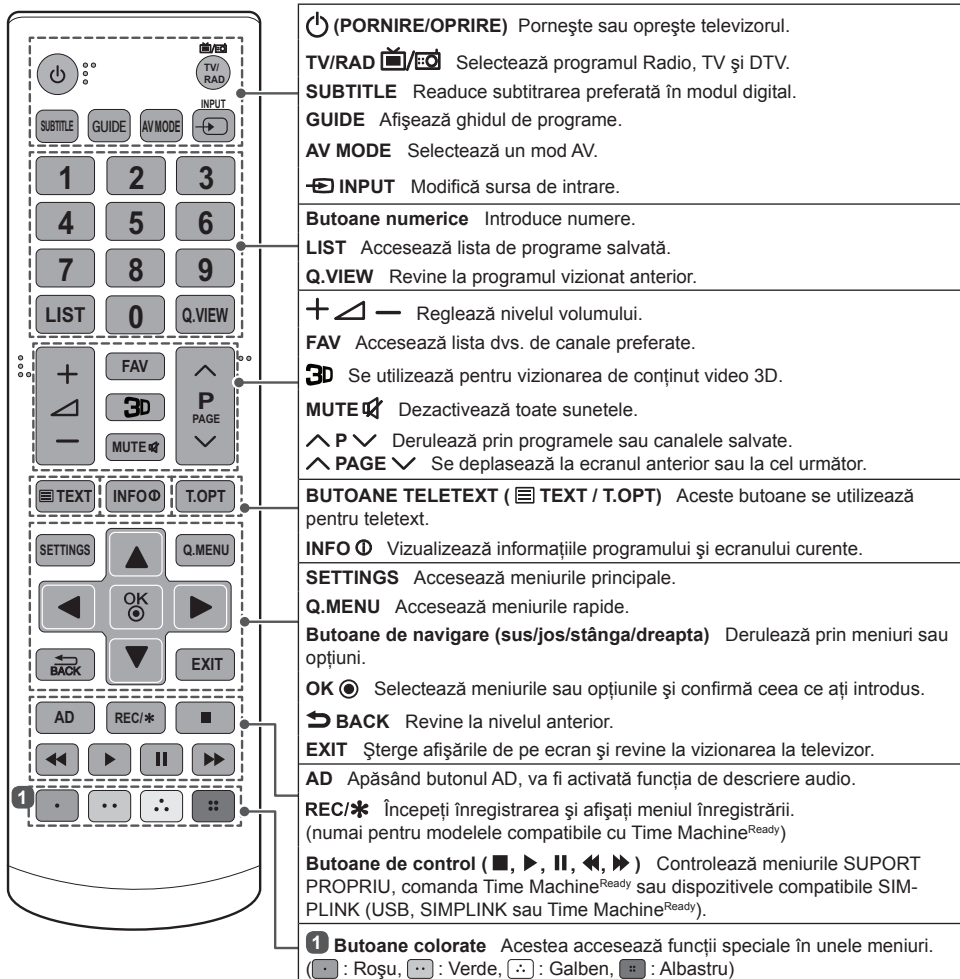 TV/
RAD
INPUT
SUBTITLE GUIDE AV MODE
1 2 3
4 5 6
7 8 9
LIST 0 Q.VIEW
FAV
P
PAGE
3D
MUTE
TEXT INFO T.OPT
SETTINGS Q.MENU
OK
BACK EXIT
AD REC/*
1
(PORNIRE/OPRIRE) Porneşte sau opreşte televizorul.
TV/RAD / Selectează programul Radio, TV şi DTV.
SUBTITLE Readuce subtitrarea preferată în modul digital.
GUIDE Afişează ghidul de programe.
AV MODE Selectează un mod AV.
INPUT Modifică sursa de intrare.
Butoane numerice Introduce numere.
LIST Accesează lista de programe salvată.
Q.VIEW Revine la programul vizionat anterior.
+ - Reglează nivelul volumului.
FAV Accesează lista dvs. de canale preferate.
3D Se utilizează pentru vizionarea de conţinut video 3D.
MUTE Dezactivează toate sunetele.
P Derulează prin programele sau canalele salvate.
PAGE Se deplasează la ecranul anterior sau la cel următor.
BUTOANE TELETEXT ( TEXT / T.OPT) Aceste butoane se utilizează
pentru teletext.
INFO Vizualizează informaţiile programului şi ecranului curente.
SETTINGS Accesează meniurile principale.
Q.MENU Accesează meniurile rapide.
Butoane de navigare (sus/jos/stânga/dreapta) Derulează prin meniuri sau
opţiuni.
OK Selectează meniurile sau opţiunile şi confirmă ceea ce aţi introdus.
BACK Revine la nivelul anterior.
EXIT Şterge afişările de pe ecran şi revine la vizionarea la televizor.
AD Apăsând butonul AD, va fi activată funcţia de descriere audio.
REC/* Începeţi înregistrarea şi afişaţi meniul înregistrării.
(numai pentru modelele compatibile cu Time MachineReady)
Butoane de control (■, ▶, II, ◀◀, ▶▶) Controlează meniurile SUPORT
PROPRIU, comanda Time MachineReady sau dispozitivele compatibile SIM-
PLINK (USB, SIMPLINK sau Time MachineReady).
1 Butoane colorate Acestea accesează funcţii speciale în unele meniuri.
( : Roşu, : Verde, : Galben, : Albastru)